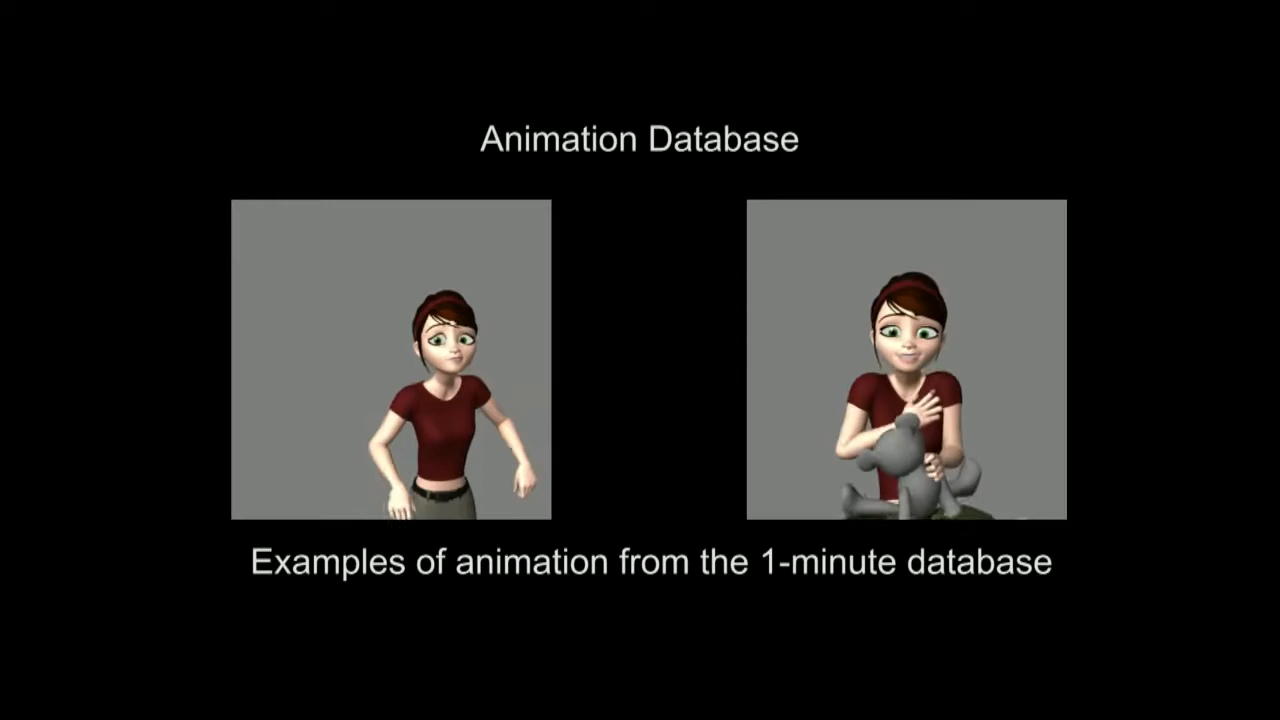 Animation Database
Examples of animation from the 1-minute database